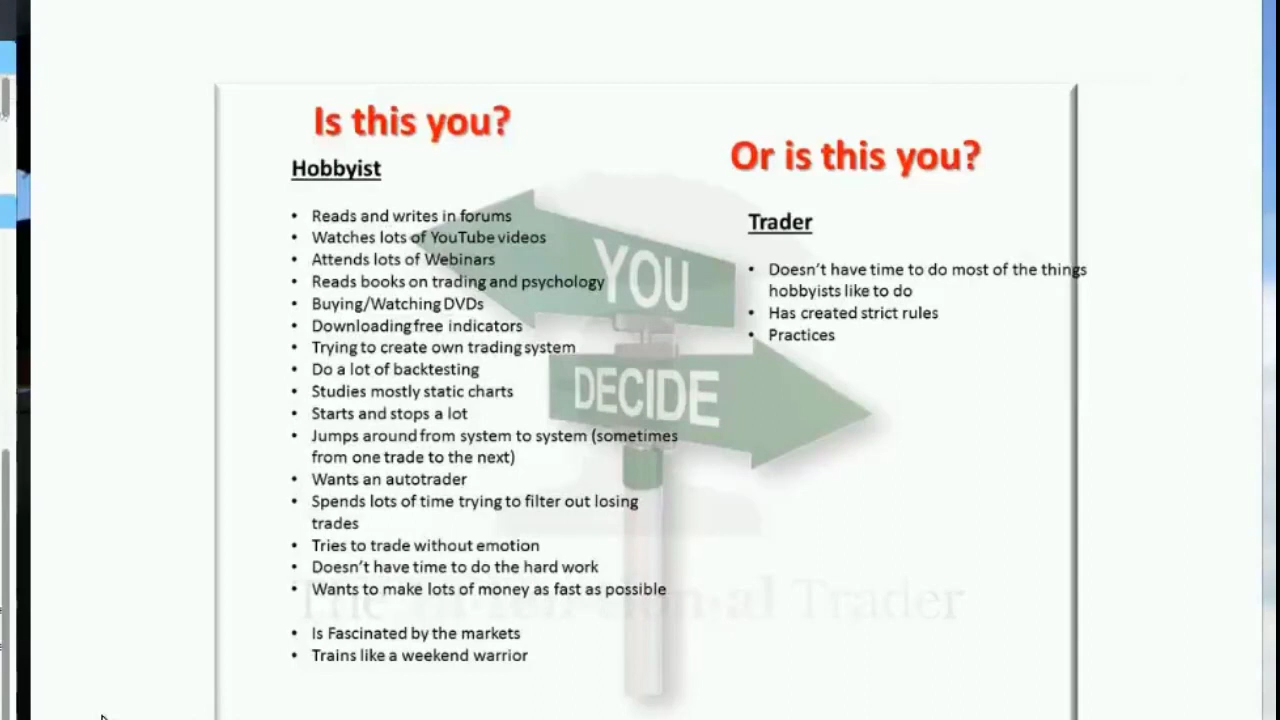 Is this you?
Hobbyist
• Reads and writes in forums
• Watches lots of YouTube videos
• Attends lots of Webinars
• Reads books on trading and psychology
• Buying/Watching DVDs
• Downloading free indicators
• Trying to create own trading system
• Do a lot of backtesting
• Studies mostly static charts
• Starts and stops a lot
• Jumps around from system to system (sometimes
from one trade to the next)
• Wants an autotrader
• Spends lots of time trying to filter out losing
trades
• Tries to trade without emotion
• Doesn't have time to do the hard work
• Wants to make lots of money as fast as possible
• Is Fascinated by the markets
• Trains like a weekend warrior
Or is this you?
Trader
• Doesn't have time to do most of the things
hobbyists like to do
• Has created strict rules
• Practices
YOU
DECIDE
The In·ten·tion·al Trader